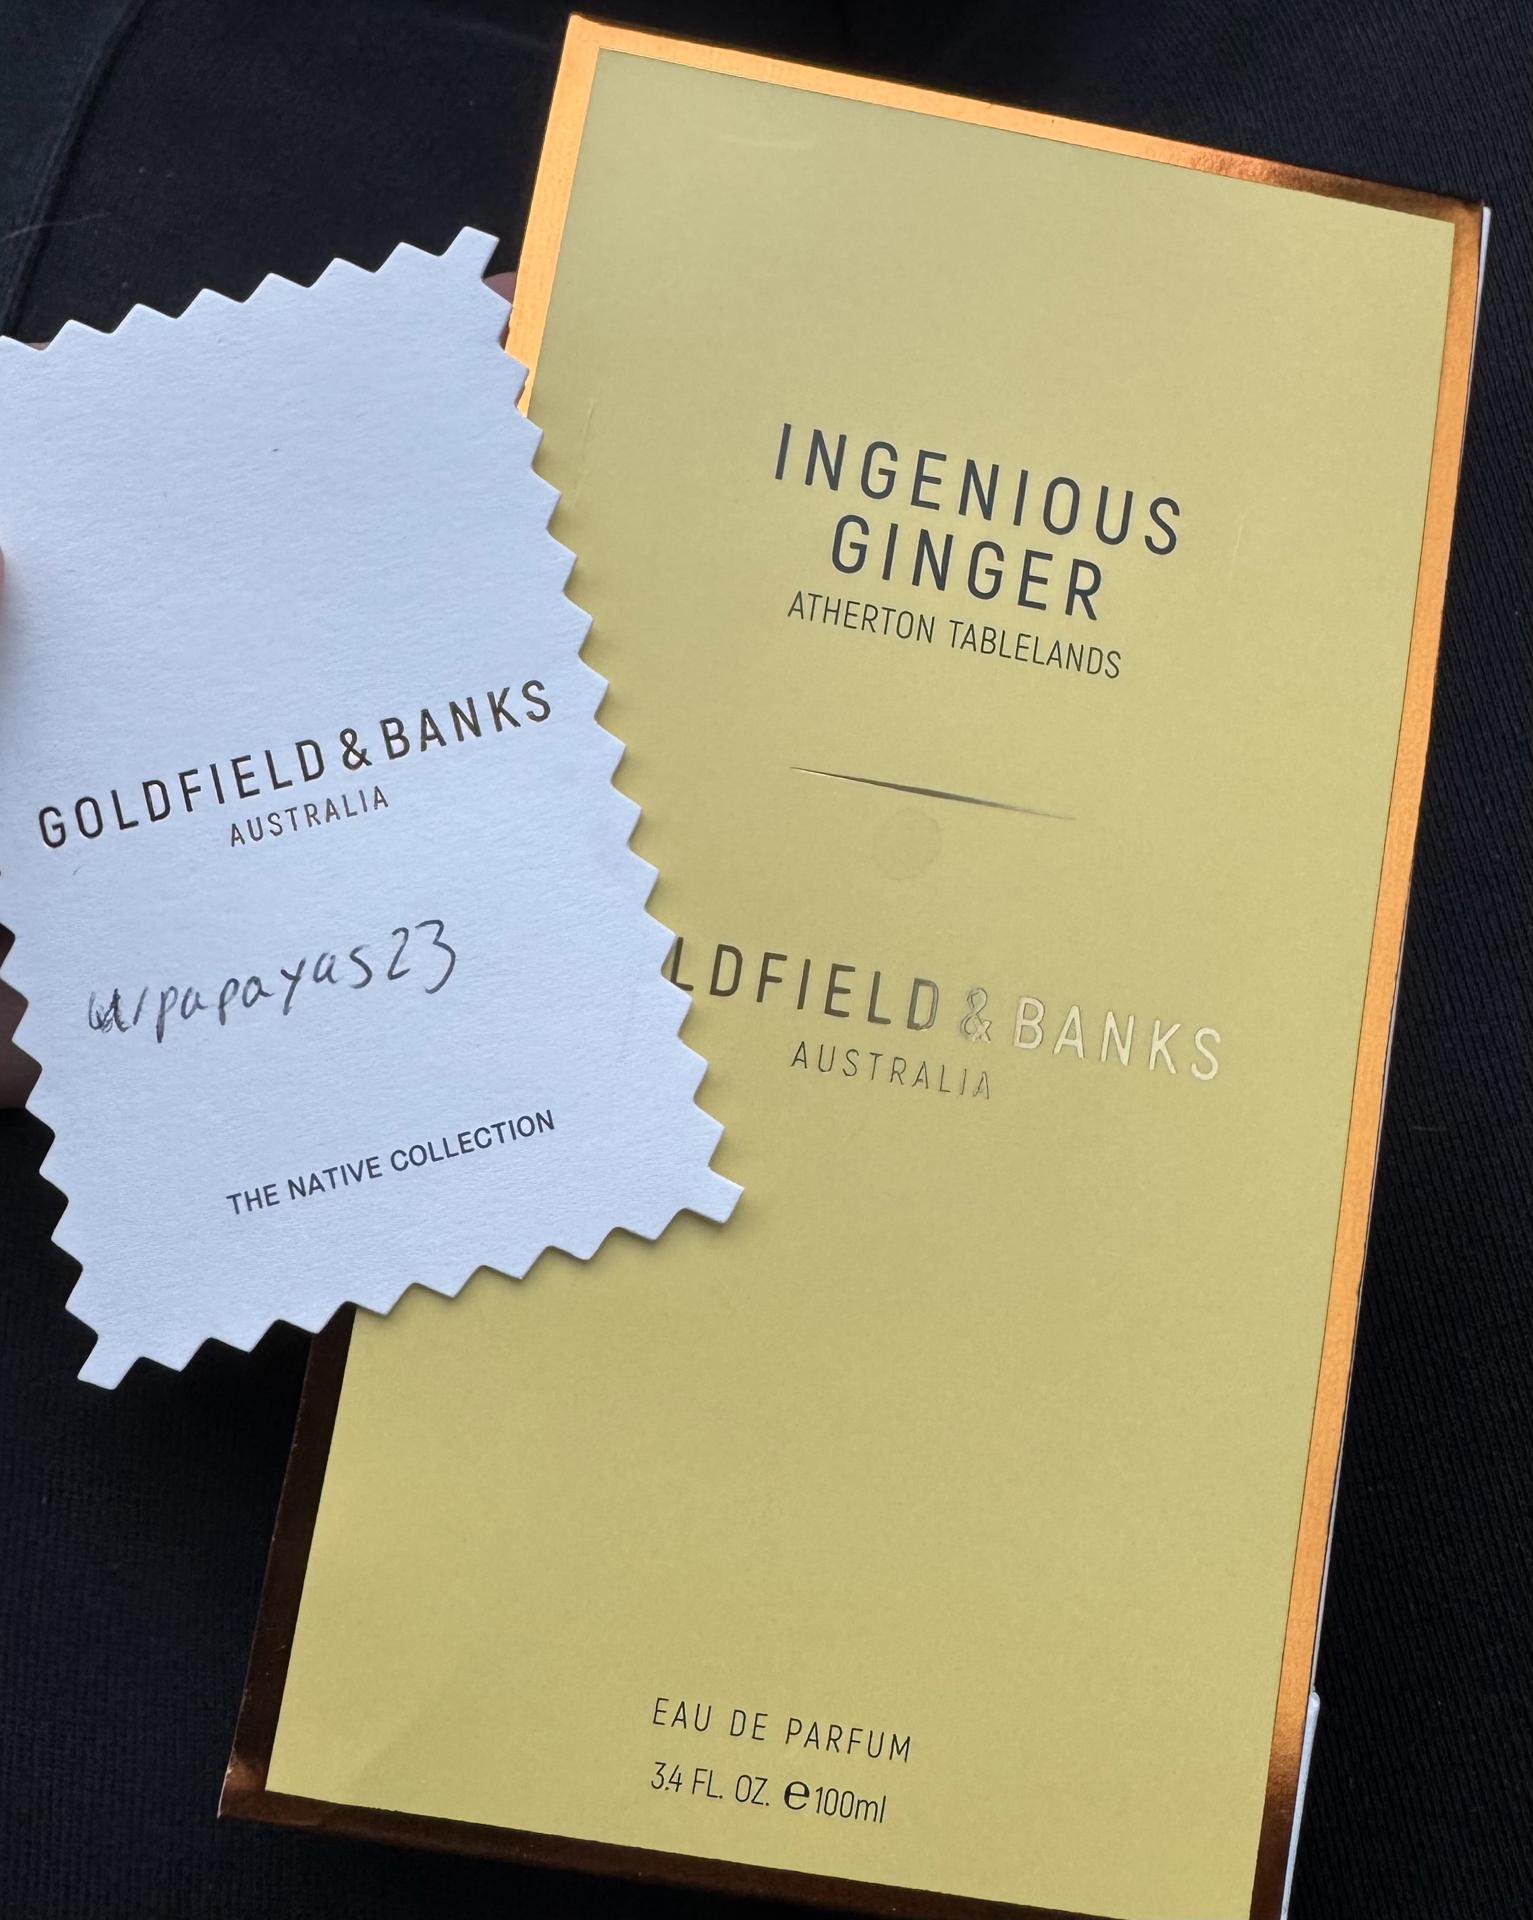 GOLDFIELD & BANKS
AUSTRALIA
u/papayas23
THE NATIVE COLLECTION
INGENIOUS
GINGER
ATHERTON TABLELANDS
LDFIELD & BANKS
AUSTRALIA
EAU DE PARFUM
3.4 FL. OZ. e100ml